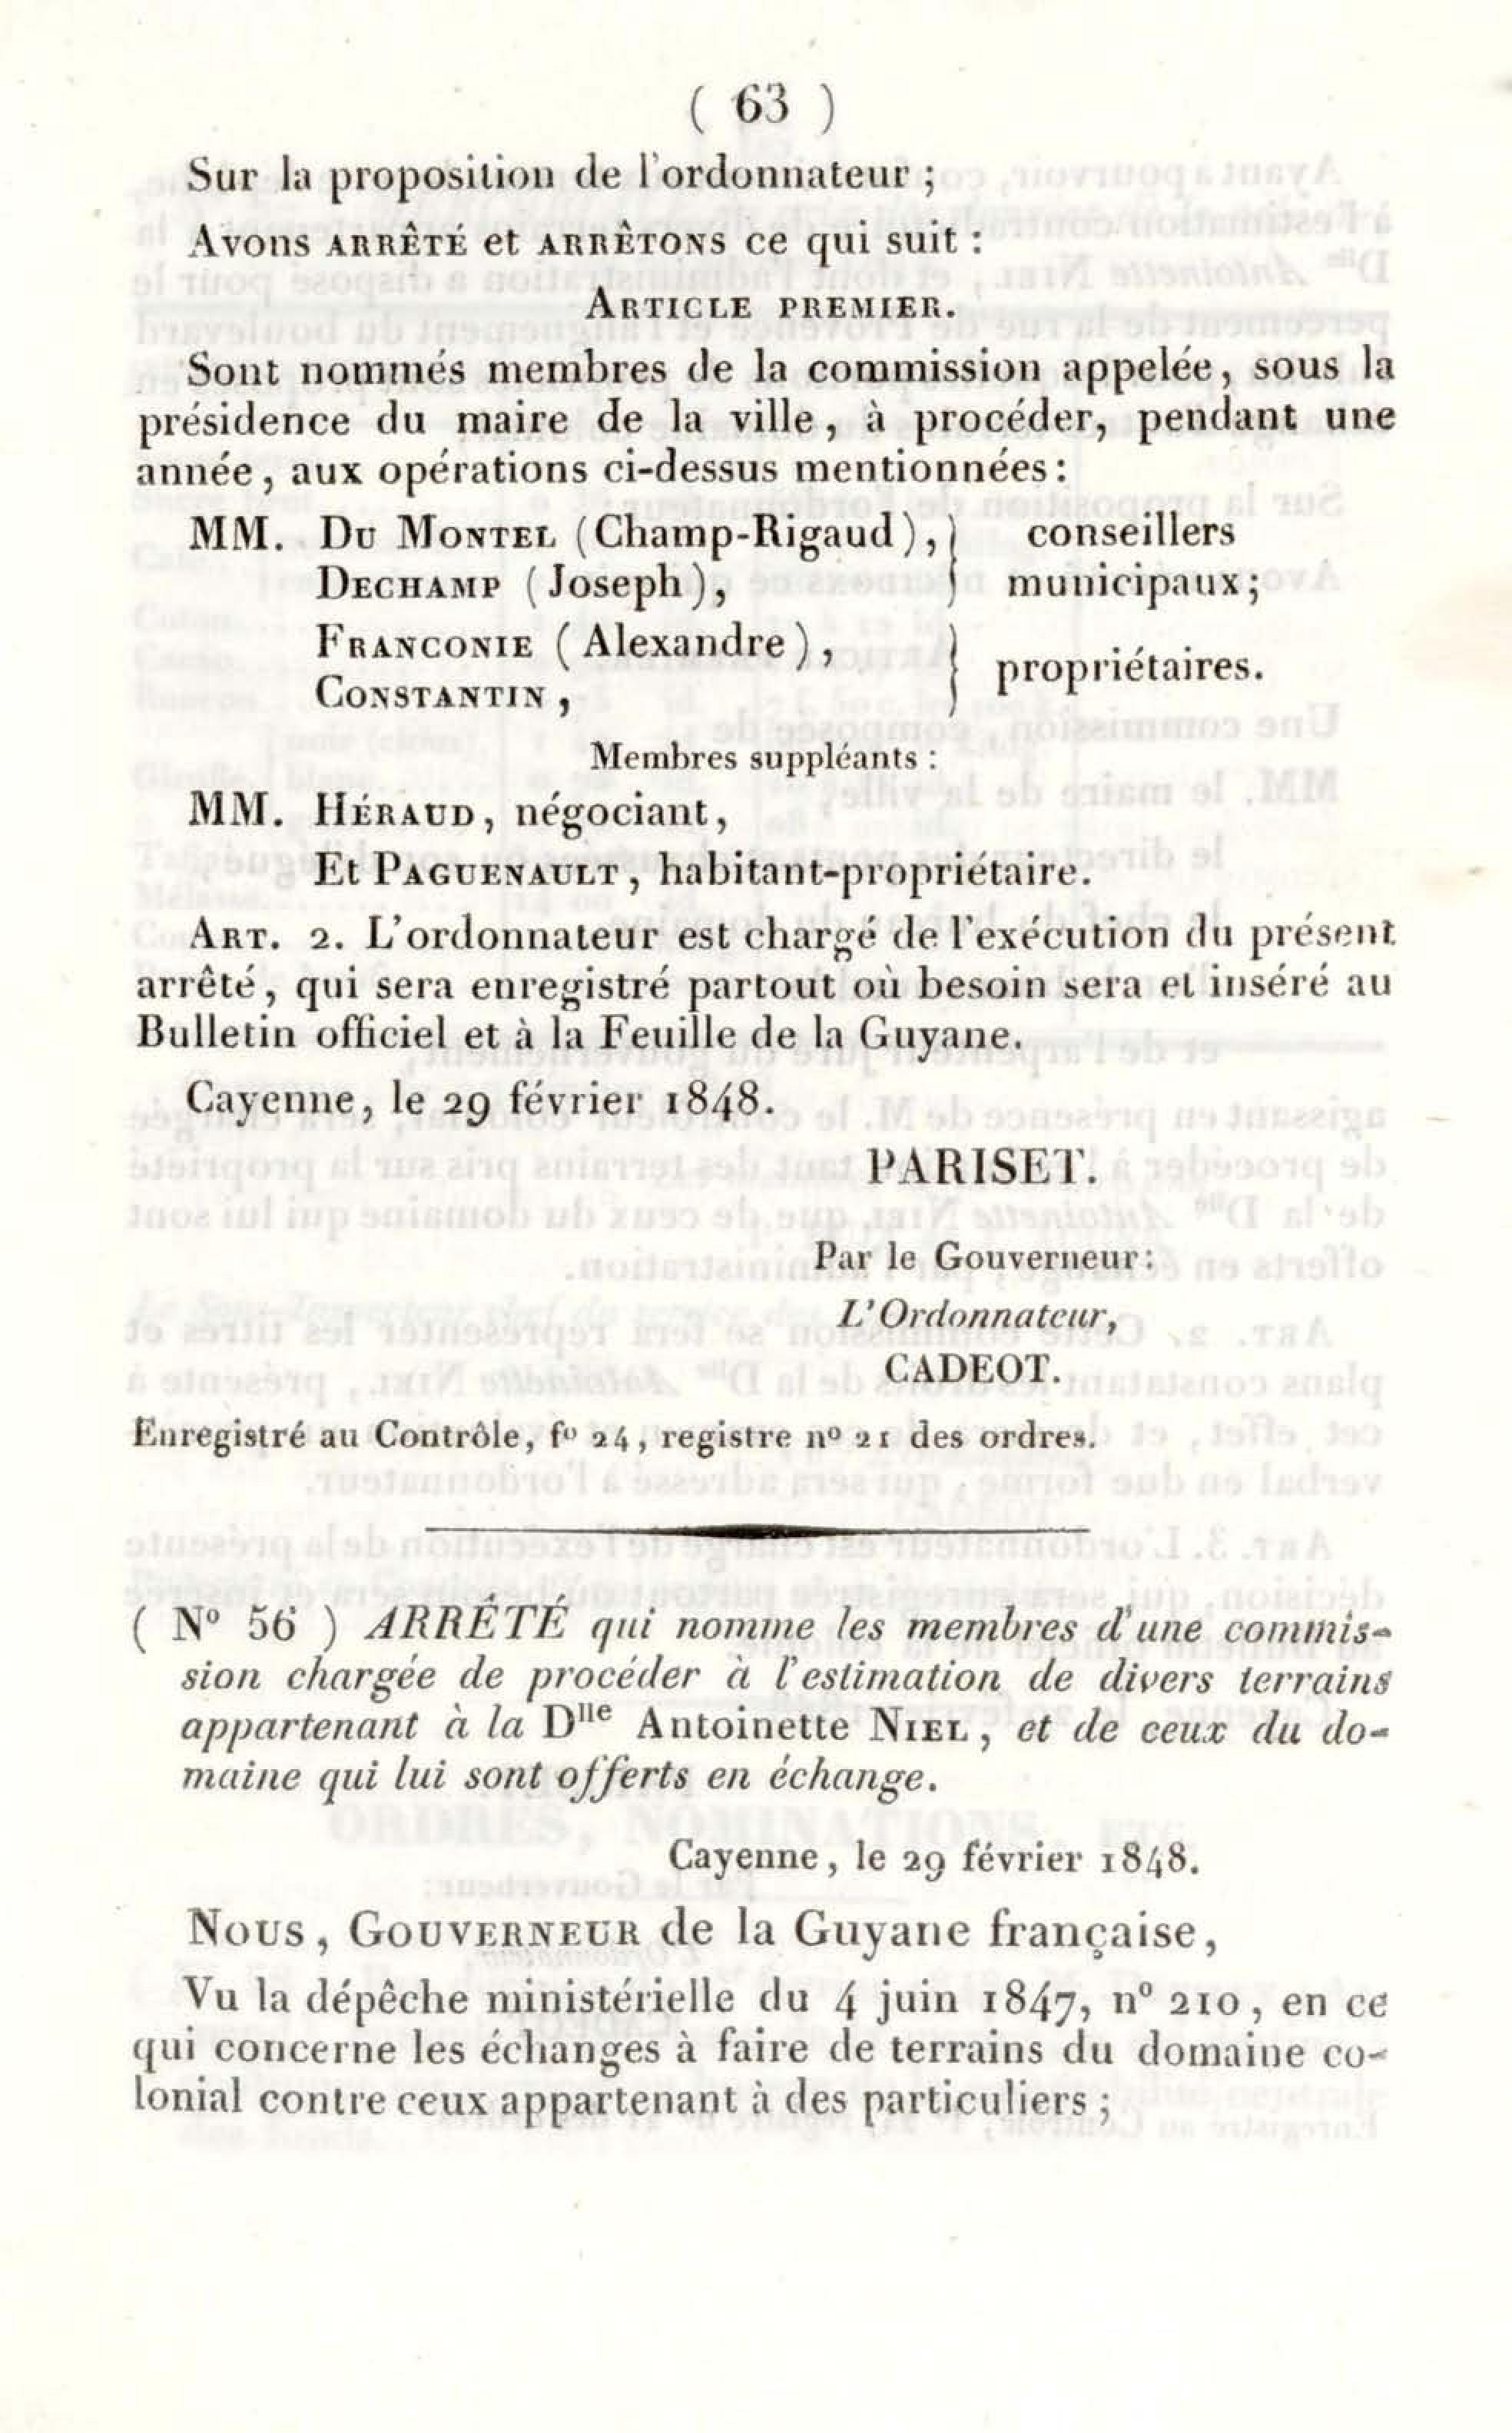 ( 63 )
Sur la proposition de l'ordonnateur ;
Avons ARRÊTÉ et ARRÊTONS ce qui suit :
ARTICLE PREMIER.
Sont nommés membres de la commission appelée, sous la
présidence du maire de la ville, à procéder, pendant une
année, aux opérations ci-dessus mentionnées :
MM. DU MONTEL (Champ-Rigaud), } conseillers
DECHAMP (Joseph), } municipaux;
FRANCONIE (Alexandre),
CONSTANTIN, } propriétaires.
Membres suppléants :
MM. HÉRAUD, négociant,
Et PAGUENAULT, habitant-propriétaire.
ART. 2. L'ordonnateur est chargé de l'exécution du présent
arrêté, qui sera enregistré partout où besoin sera et inséré au
Bulletin officiel et à la Feuille de la Guyane.
Cayenne, le 29 février 1848.
PARISET.
Par le Gouverneur:
L'Ordonnateur,
CADEOT.
Enregistré au Contrôle, fº 24, registre nº 21 des ordres.
( Nº 56 ) ARRÊTÉ qui nomme les membres d'une commis-
sion chargée de procéder à l'estimation de divers terrains
appartenant à la Dlle Antoinette NIEL, et de ceux du do-
maine qui lui sont offerts en échange.
Cayenne, le 29 février 1848.
NOUS, GOUVERNEUR de la Guyane française,
Vu la dépêche ministérielle du 4 juin 1847, nº 210, en ce
qui concerne les échanges à faire de terrains du domaine co-
lonial contre ceux appartenant à des particuliers ;